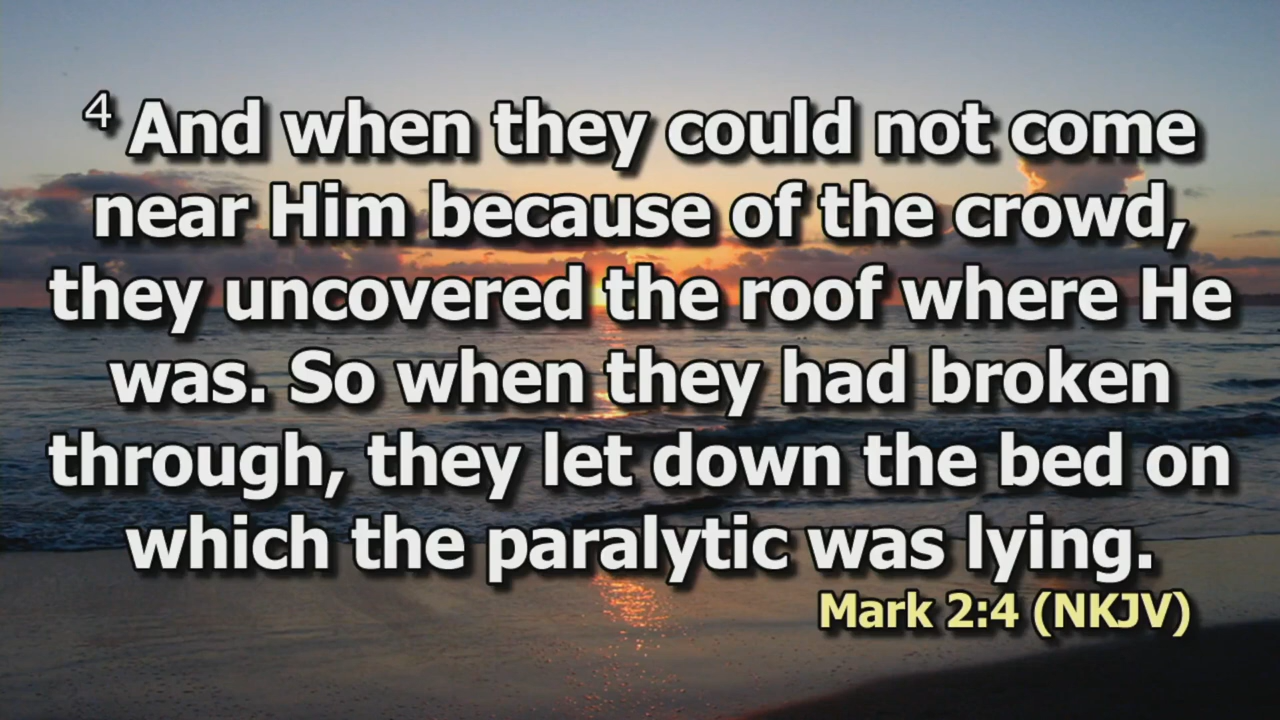 4 And when they could not come
near Him because of the crowd,
they uncovered the roof where He
was. So when they had broken
through, they let down the bed on
which the paralytic was lying.
Mark 2:4 (NKJV)